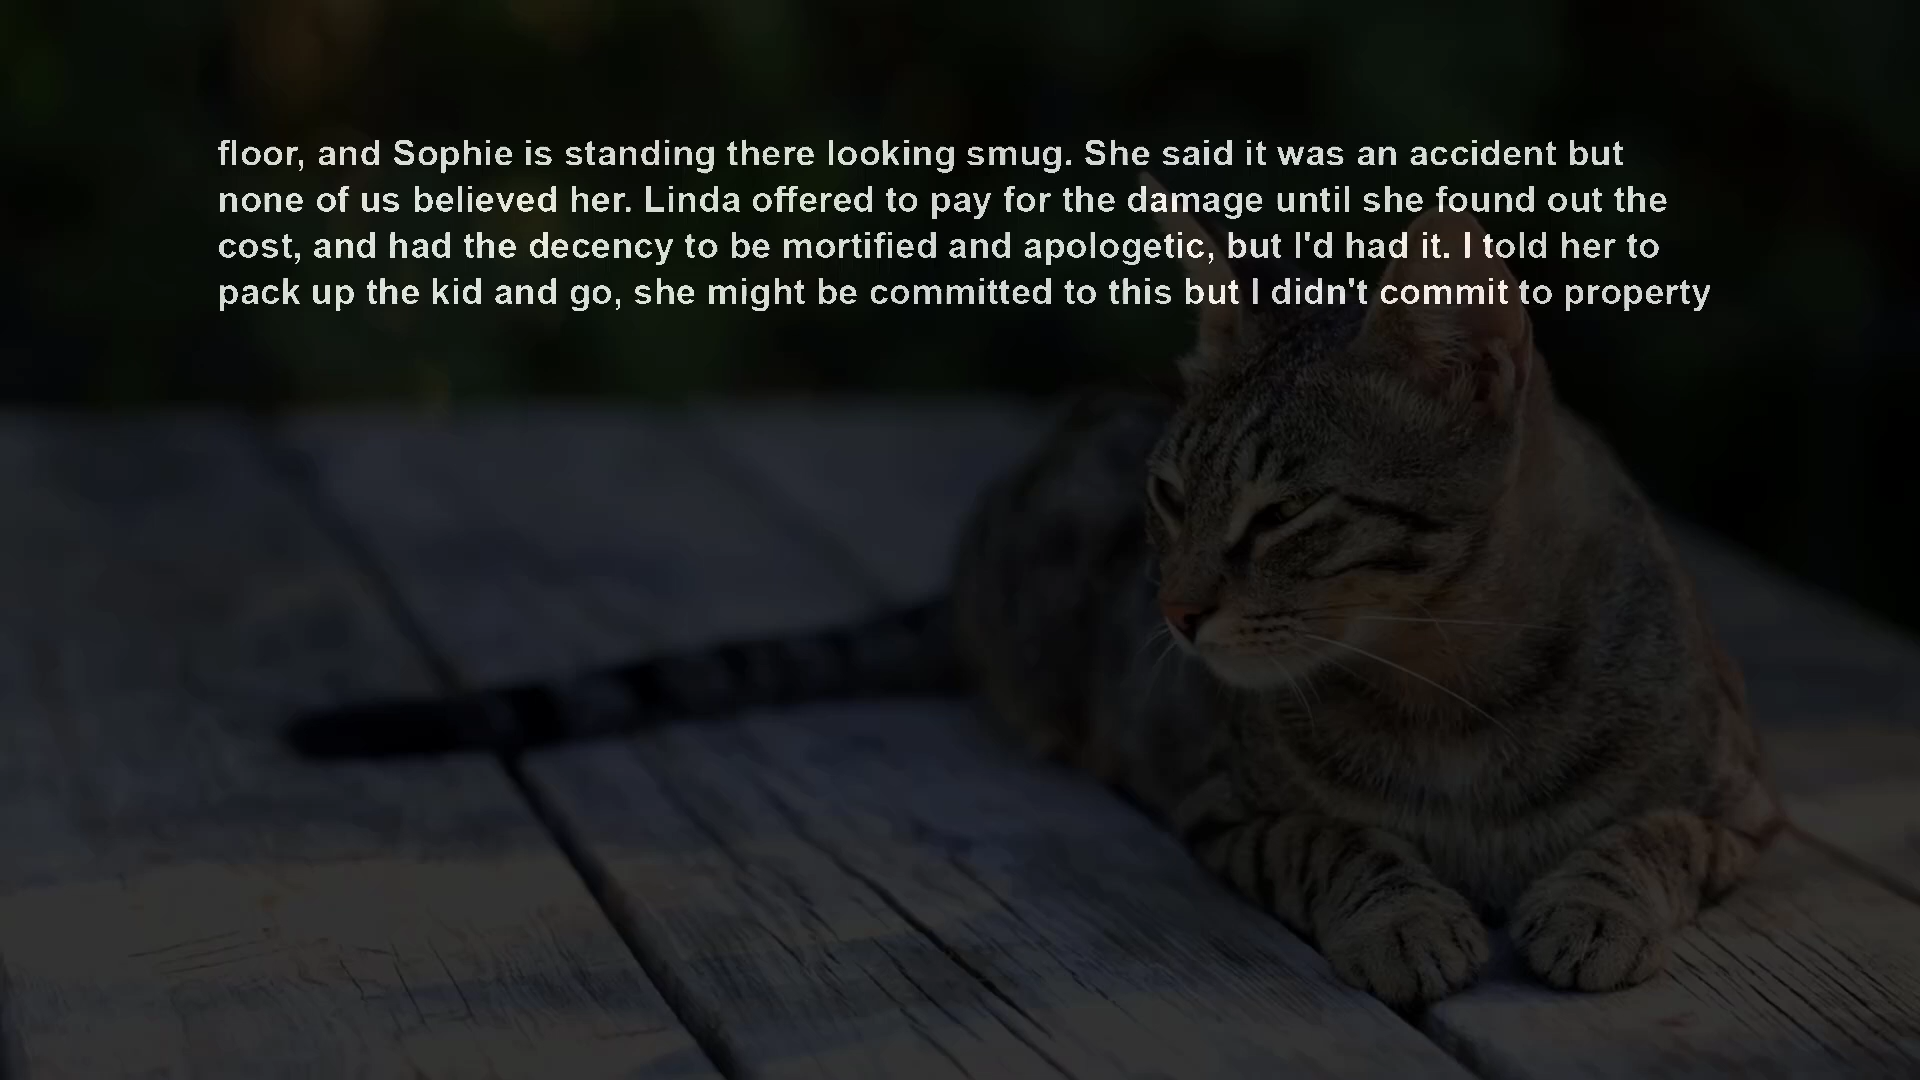 floor, and Sophie is standing there looking smug. She said it was an accident but
none of us believed her. Linda offered to pay for the damage until she found out the
cost, and had the decency to be mortified and apologetic, but I'd had it. I told her to
pack up the kid and go, she might be committed to this but I didn't commit to property